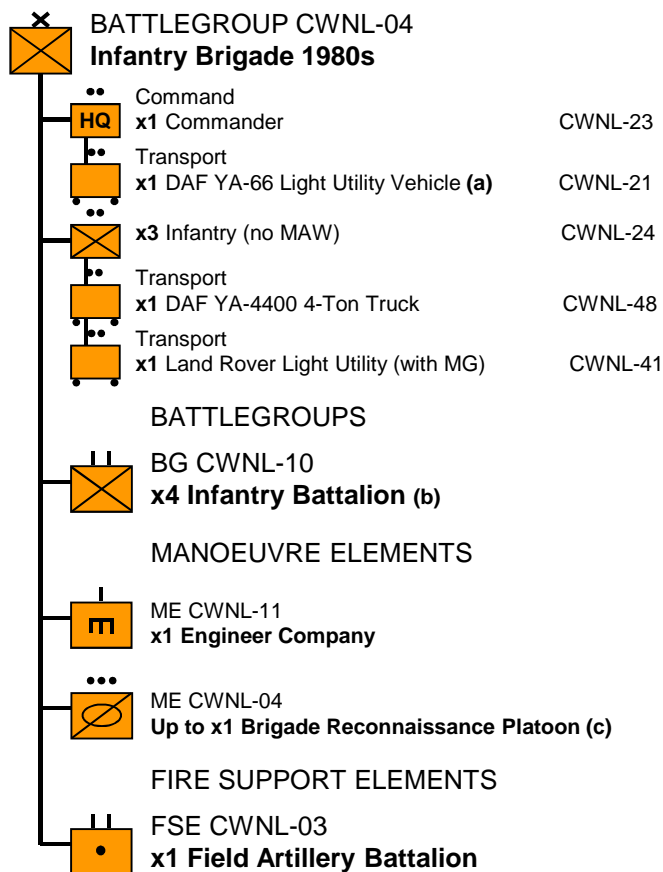 BATTLEGROUP CWNL-04
Infantry Brigade 1980s
Command
HQ x1 Commander CWNL-23
Transport
x1 DAF YA-66 Light Utility Vehicle (a) CWNL-21
x3 Infantry (no MAW) CWNL-24
Transport
x1 DAF YA-4400 4-Ton Truck CWNL-48
Transport
x1 Land Rover Light Utility (with MG) CWNL-41
BATTLEGROUPS
BG CWNL-10
x4 Infantry Battalion (b)
MANOEUVRE ELEMENTS
ME CWNL-11
x1 Engineer Company
ME CWNL-04
Up to x1 Brigade Reconnaissance Platoon (c)
FIRE SUPPORT ELEMENTS
FSE CWNL-03
x1 Field Artillery Battalion